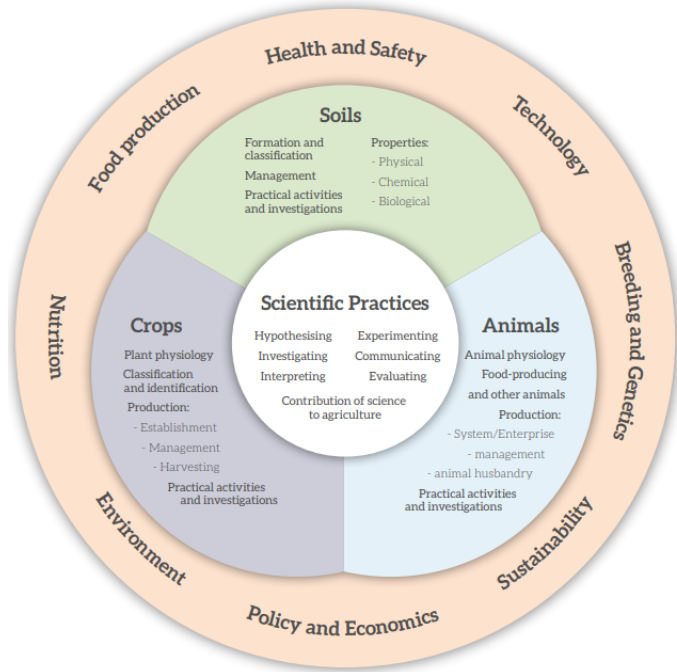 Health and Safety
Technology
Breeding and Genetics
Sustainability
Policy and Economics
Environment
Nutrition
Food production
Soils
Formation and
classification
Management
Practical activities
and investigations
Properties:
- Physical
- Chemical
- Biological
Scientific Practices
Hypothesising
Experimenting
Investigating
Communicating
Interpreting
Evaluating
Contribution of science
to agriculture
Crops
Plant physiology
Classification
and identification
Production:
- Establishment
- Management
- Harvesting
Practical activities
and investigations
Animals
Animal physiology
Food-producing
and other animals
Production:
- System/Enterprise
- management
- animal husbandry
Practical activities
and investigations